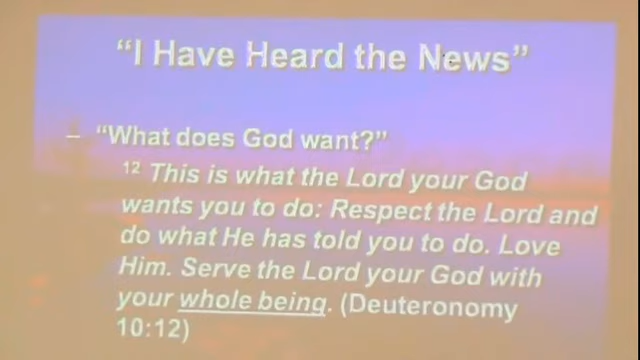 “I Have Heard the News”
– “What does God want?”
12 This is what the Lord your God
wants you to do: Respect the Lord and
do what He has told you to do. Love
Him. Serve the Lord your God with
your whole being. (Deuteronomy
10:12)